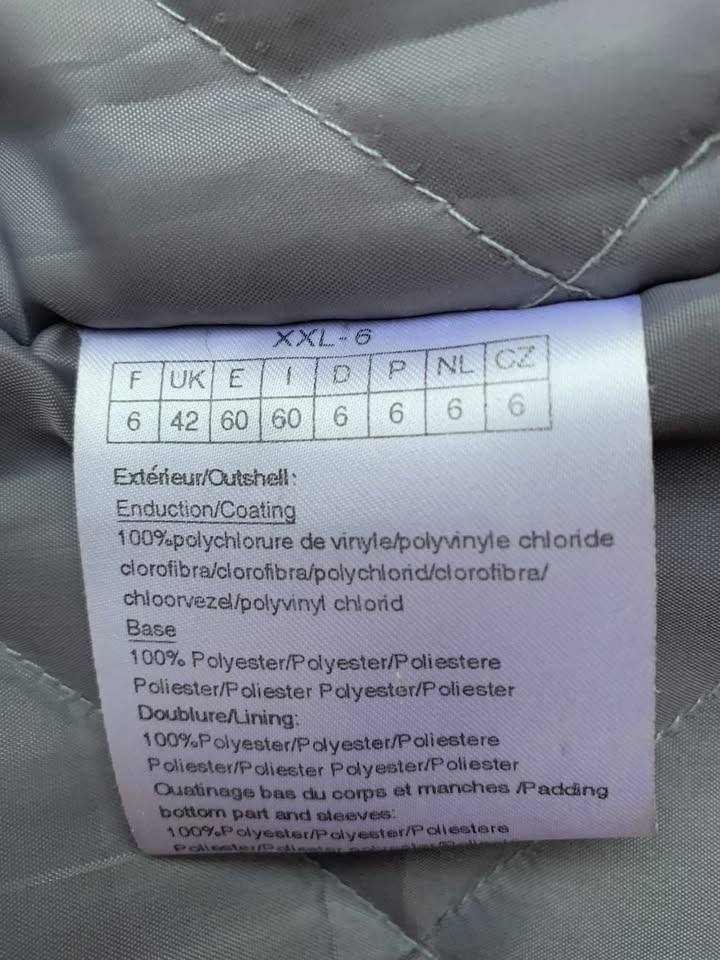 XXL-6
F UK E I D P NL CZ
6 42 60 60 6 6 6 6
Extérieur/Outshell:
Enduction/Coating
100%polychlorure de vinyle/polyvinyle chloride
clorofibra/clorofibra/polychlorid/clorofibra/
chloorvezel/polyvinyl chlorid
Base
100% Polyester/Polyester/Poliestere
Poliester/Poliester Polyester/Poliester
Doublure/Lining:
100%Polyester/Polyester/Poliestere
Poliester/Poliester Polyester/Poliester
Ouatinage bas du corps et manches /Padding
bottom part and sleeves:
100%Polyester/Polyester/Poliestere